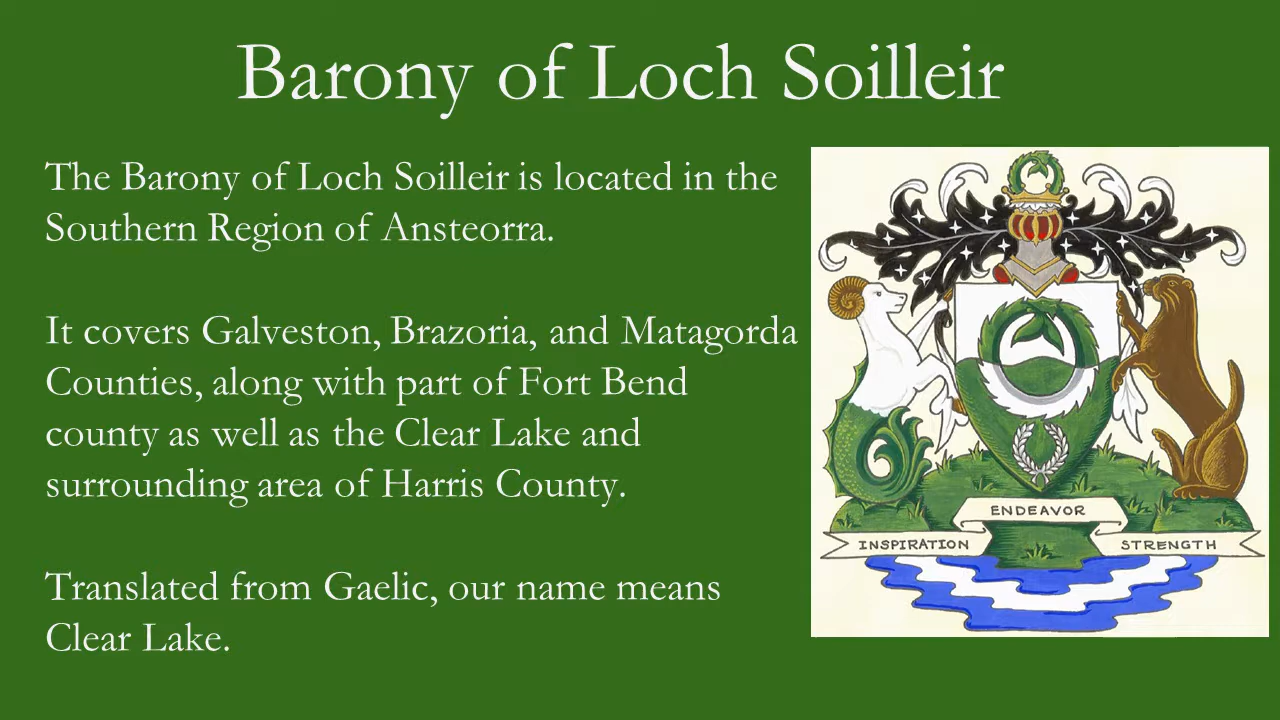 Barony of Loch Soilleir
The Barony of Loch Soilleir is located in the
Southern Region of Ansteorra.
It covers Galveston, Brazoria, and Matagorda
Counties, along with part of Fort Bend
county as well as the Clear Lake and
surrounding area of Harris County.
Translated from Gaelic, our name means
Clear Lake.
ENDEAVOR
INSPIRATION
STRENGTH